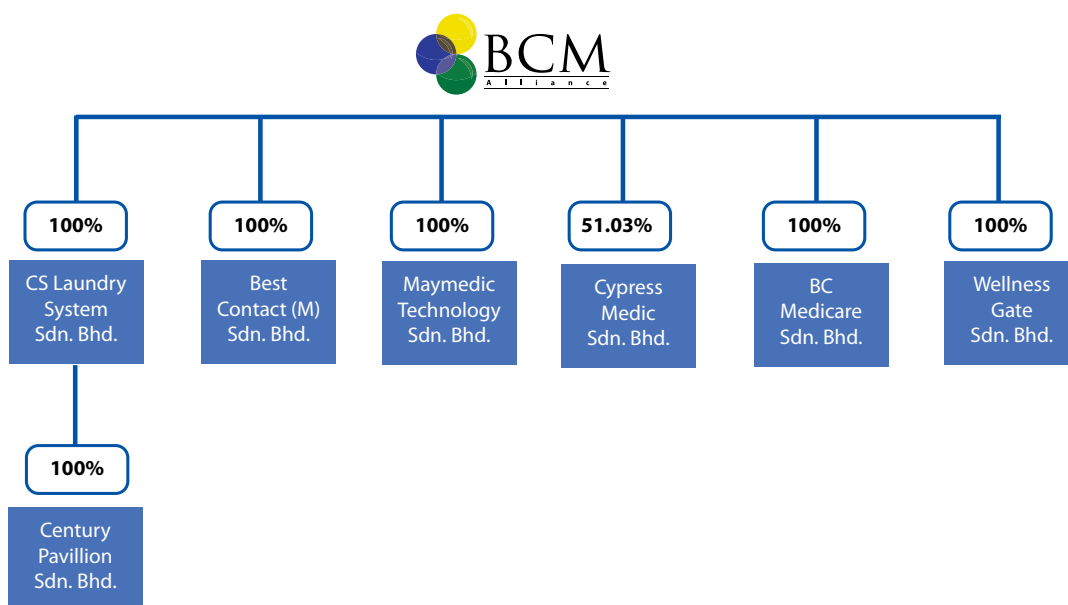 BCM
Alliance
100%
100%
100%
51.03%
100%
100%
CS Laundry
System
Sdn. Bhd.
Best
Contact (M)
Sdn. Bhd.
Maymedic
Technology
Sdn. Bhd.
Cypress
Medic
Sdn. Bhd.
BC
Medicare
Sdn. Bhd.
Wellness
Gate
Sdn. Bhd.
100%
Century
Pavillion
Sdn. Bhd.